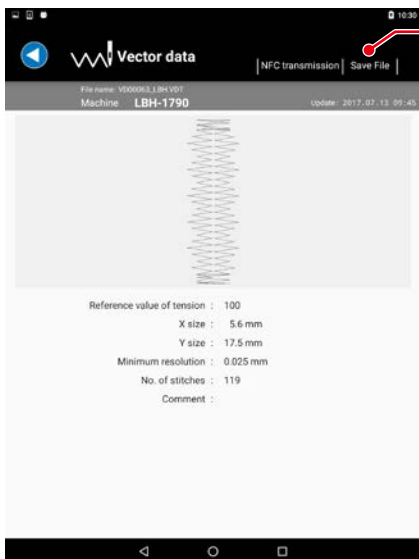 10:30
Vector data
NFC transmission Save File
File name: VD00063_LBH.VDT
Machine LBH-1790 Update: 2017.07.13 09:45
Reference value of tension : 100
X size : 5.6 mm
Y size : 17.5 mm
Minimum resolution : 0.025 mm
No. of stitches : 119
Comment :